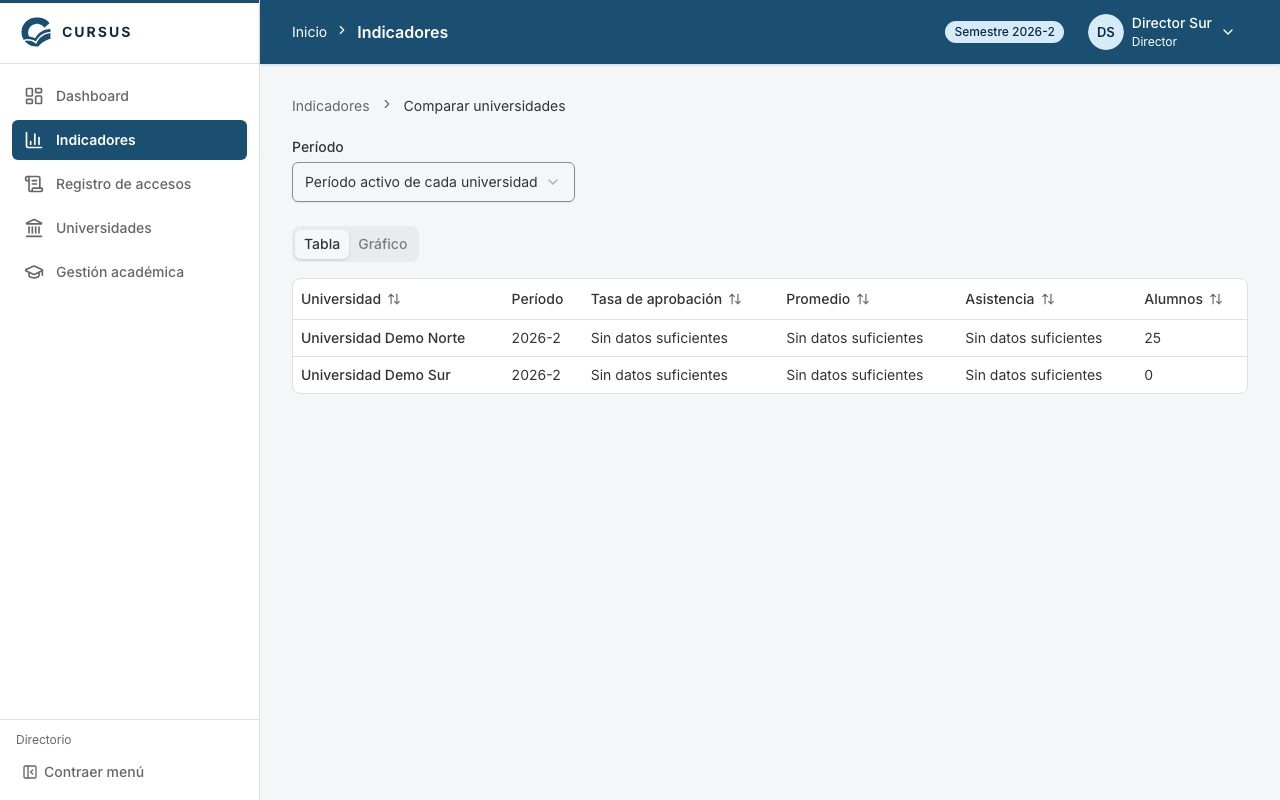 CURSUS
Inicio > Indicadores
Semestre 2026-2
DS
Director Sur
Director
Dashboard
Indicadores
Registro de accesos
Universidades
Gestión académica
Indicadores > Comparar universidades
Período
Período activo de cada universidad
Tabla Gráfico
Universidad Período Tasa de aprobación Promedio Asistencia Alumnos
Universidad Demo Norte 2026-2 Sin datos suficientes Sin datos suficientes Sin datos suficientes 25
Universidad Demo Sur 2026-2 Sin datos suficientes Sin datos suficientes Sin datos suficientes 0
Directorio
Contraer menú